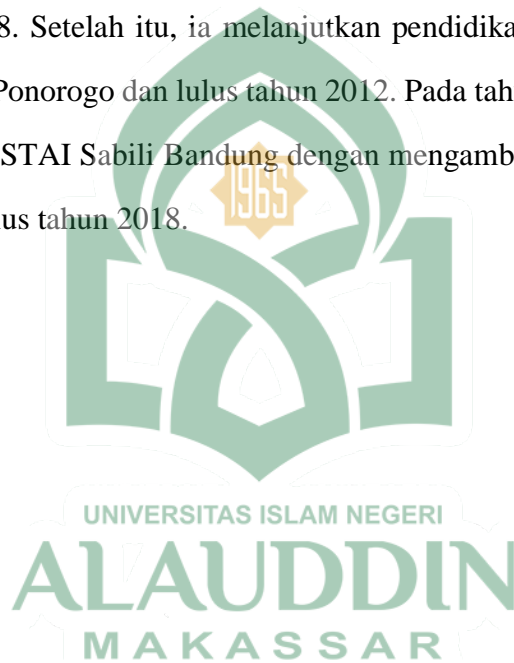 8. Setelah itu, ia melanjutkan pendidika
Ponorogo dan lulus tahun 2012. Pada tah
STAI Sabili Bandung dengan mengamb
lus tahun 2018.
1965
UNIVERSITAS ISLAM NEGERI
ALAUDDIN
MAKASSAR